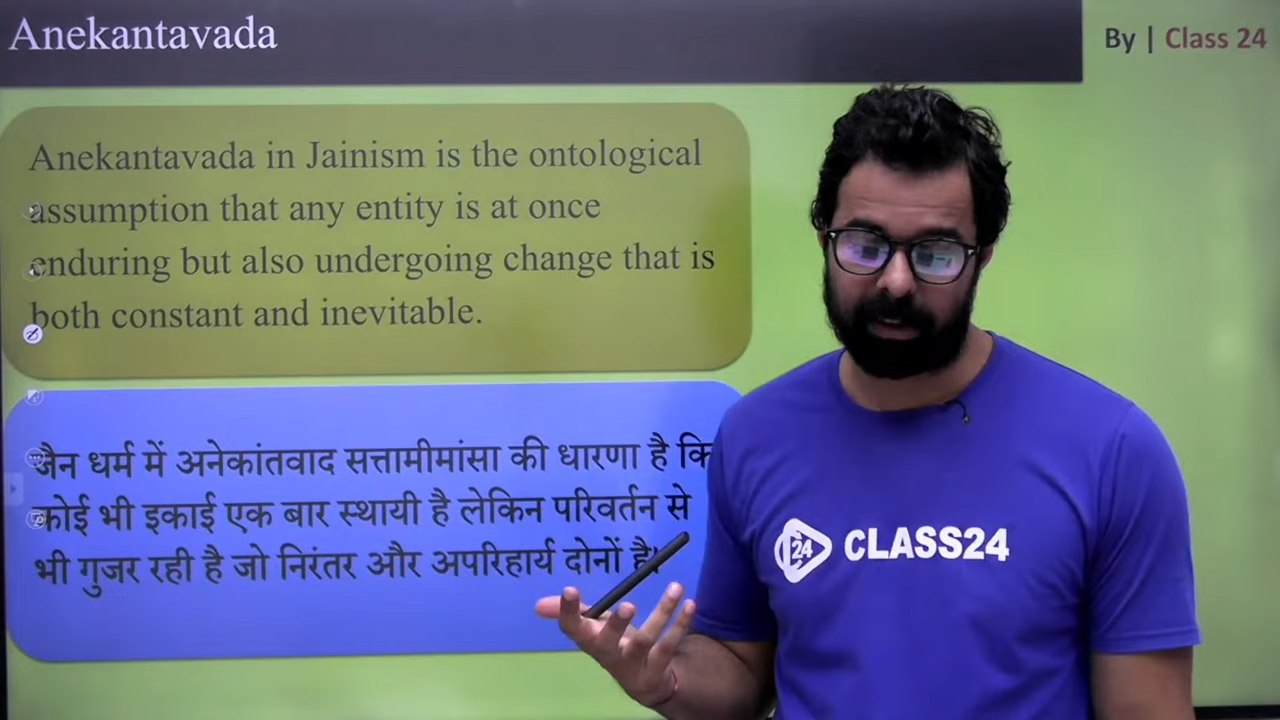 Anekantavada
By | Class 24
Anekantavada in Jainism is the ontological
assumption that any entity is at once
enduring but also undergoing change that is
both constant and inevitable.
जैन धर्म में अनेकांतवाद सत्तामीमांसा की धारणा है कि
कोई भी इकाई एक बार स्थायी है लेकिन परिवर्तन से
भी गुजर रही है जो निरंतर और अपरिहार्य दोनों है।
24 CLASS24